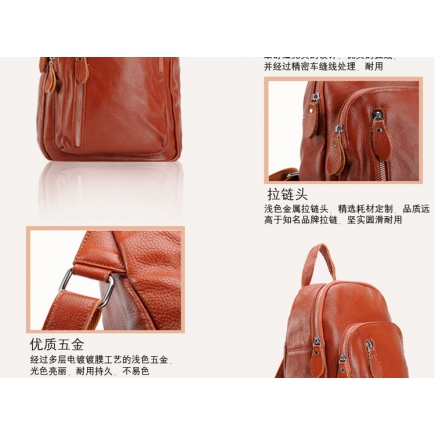 并经过精密车缝线处理、耐用
拉链头
浅色金属拉链头、精选耗材定制、品质远
高于知名品牌拉链、坚实圆滑耐用
优质五金
经过多层电镀镀膜工艺的浅色五金、
光色亮丽、耐用持久、不易色